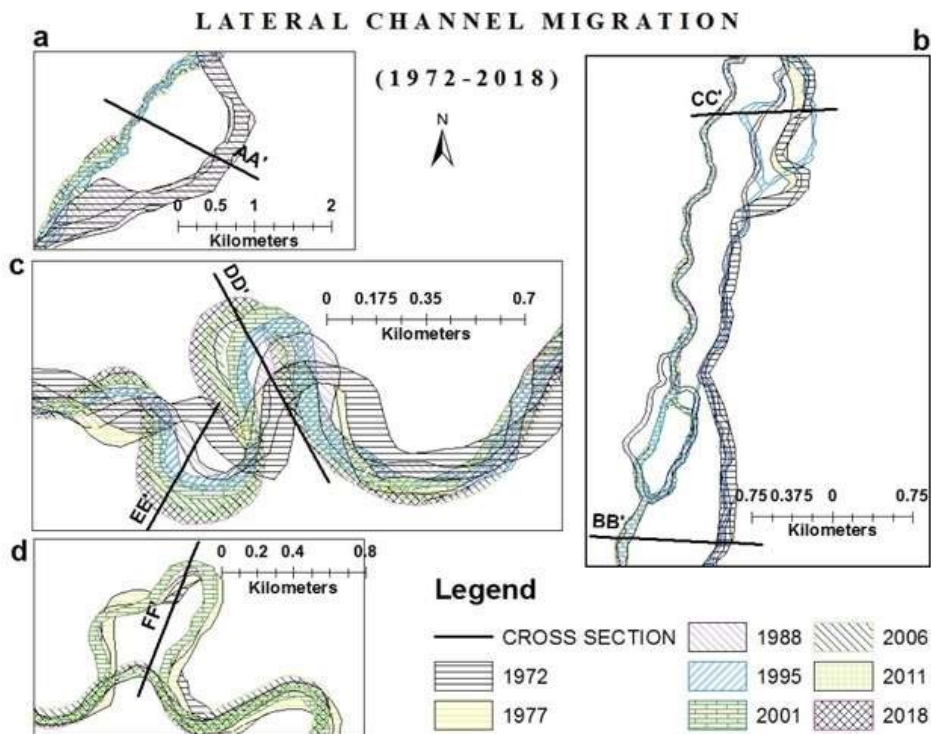 LATERAL CHANNEL MIGRATION
(1972-2018)
a
b
N
AA'
0 0.5 1 2
Kilometers
CC'
c
DD'
0 0.175 0.35 0.7
Kilometers
EE'
0.75 0.375 0 0.75
Kilometers
BB'
d
0 0.2 0.4 0.8
Kilometers
FF'
Legend
CROSS SECTION
1972
1977
1988
1995
2001
2006
2011
2018